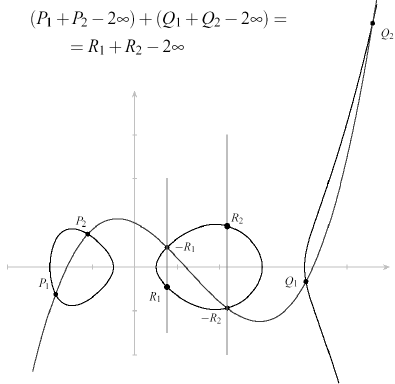 (P₁ + P₂ − 2∞) + (Q₁ + Q₂ − 2∞) =
= R₁ + R₂ − 2∞
Q₂
P₂
R₂
−R₁
P₁
Q₁
R₁
−R₂